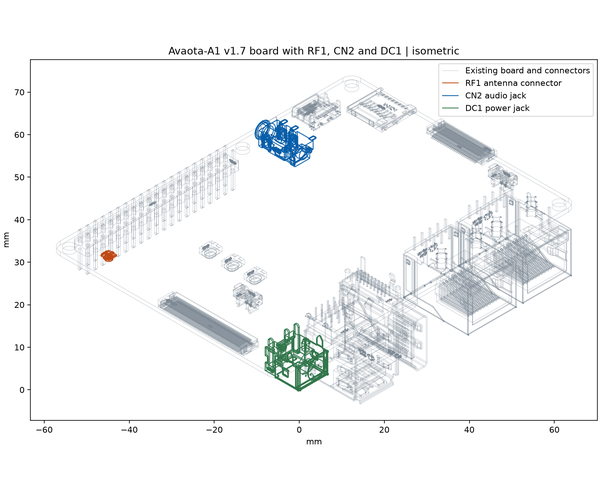 Avaota-A1 v1.7 board with RF1, CN2 and DC1 | isometric
Existing board and connectors
RF1 antenna connector
CN2 audio jack
DC1 power jack
70
60
50
40
30
20
10
0
mm
−60
−40
−20
0
20
40
60
mm